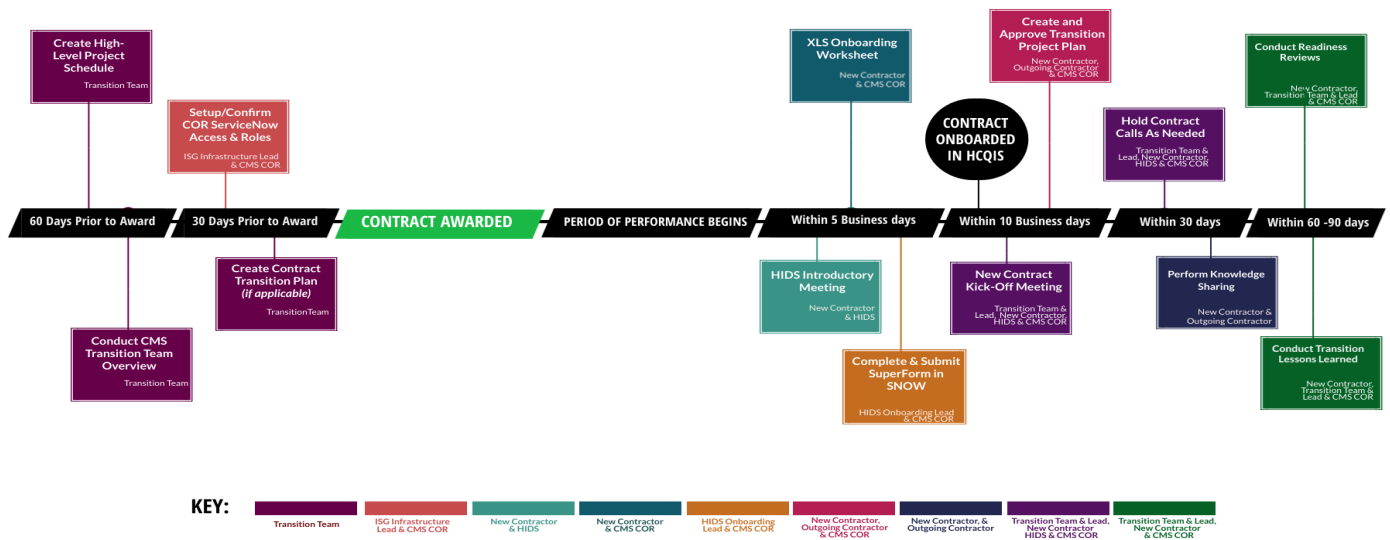 Create High-
Level Project
Schedule
Transition Team
Setup/Confirm
COR ServiceNow
Access & Roles
ISG Infrastructure Lead
& CMS COR
XLS Onboarding
Worksheet
New Contractor
& CMS COR
CONTRACT
ONBOARDED
IN HCQIS
Create and
Approve Transition
Project Plan
New Contractor,
Outgoing Contractor
& CMS COR
Hold Contract
Calls As Needed
Transition Team &
Lead, New Contractor,
HIDS & CMS COR
Conduct Readiness
Reviews
New Contractor,
Transition Team & Lead
& CMS COR
60 Days Prior to Award
30 Days Prior to Award
CONTRACT AWARDED
PERIOD OF PERFORMANCE BEGINS
Within 5 Business days
Within 10 Business days
Within 30 days
Within 60 -90 days
Conduct CMS
Transition Team
Overview
Transition Team
Create Contract
Transition Plan
(if applicable)
TransitionTeam
HIDS Introductory
Meeting
New Contractor
& HIDS
Complete & Submit
SuperForm in
SNOW
HIDS Onboarding Lead
& CMS COR
New Contract
Kick-Off Meeting
Transition Team &
Lead, New Contractor,
HIDS & CMS COR
Perform Knowledge
Sharing
New Contractor &
Outgoing Contractor
Conduct Transition
Lessons Learned
New Contractor,
Transition Team &
Lead & CMS COR
KEY:
Transition Team
ISG Infrastructure
Lead & CMS COR
New Contractor
& HIDS
New Contractor
& CMS COR
HIDS Onboarding
Lead & CMS COR
New Contractor,
Outgoing Contractor
& CMS COR
New Contractor, &
Outgoing Contractor
Transition Team & Lead,
New Contractor
HIDS & CMS COR
Transition Team & Lead,
New Contractor
& CMS COR